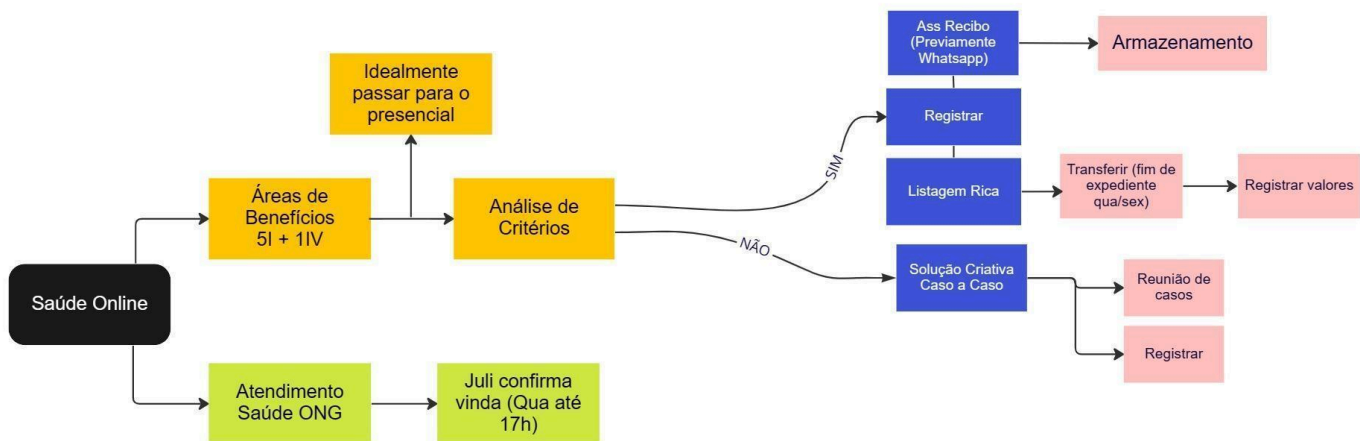 Saúde Online
Áreas de
Benefícios
5I + 1IV
Idealmente
passar para o
presencial
Análise de
Critérios
SIM
Ass Recibo
(Previamente
Whatsapp)
Armazenamento
Registrar
Listagem Rica
Transferir (fim de
expediente
qua/sex)
Registrar valores
NÃO
Solução Criativa
Caso a Caso
Reunião de
casos
Registrar
Atendimento
Saúde ONG
Juli confirma
vinda (Qua até
17h)